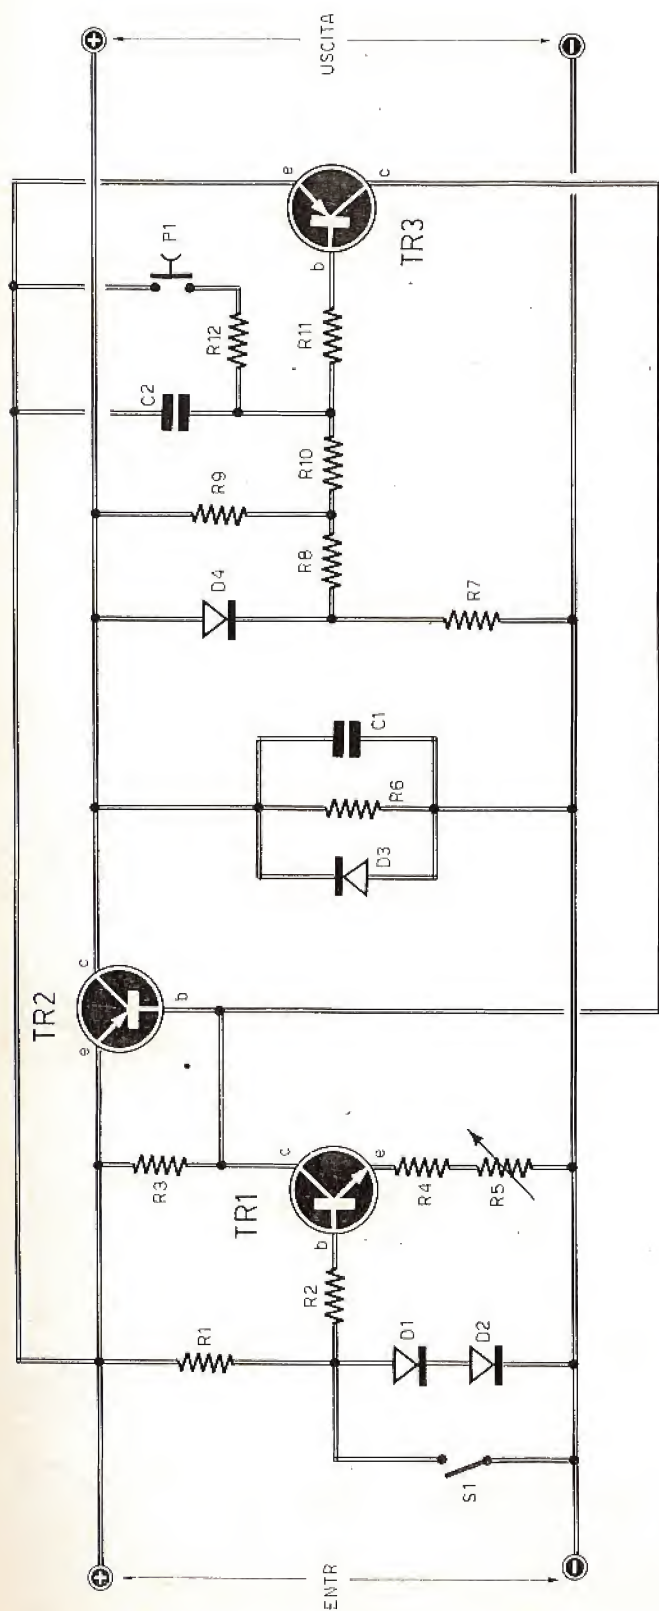 ENTR
+
−
S1
R1
D1
D2
R2
b
c
e
TR1
R3
R4
R5
TR2
e
c
b
D3
R6
C1
D4
R7
R8
R9
R10
C2
R12
P1
R11
b
e
c
TR3
USCITA
+
−